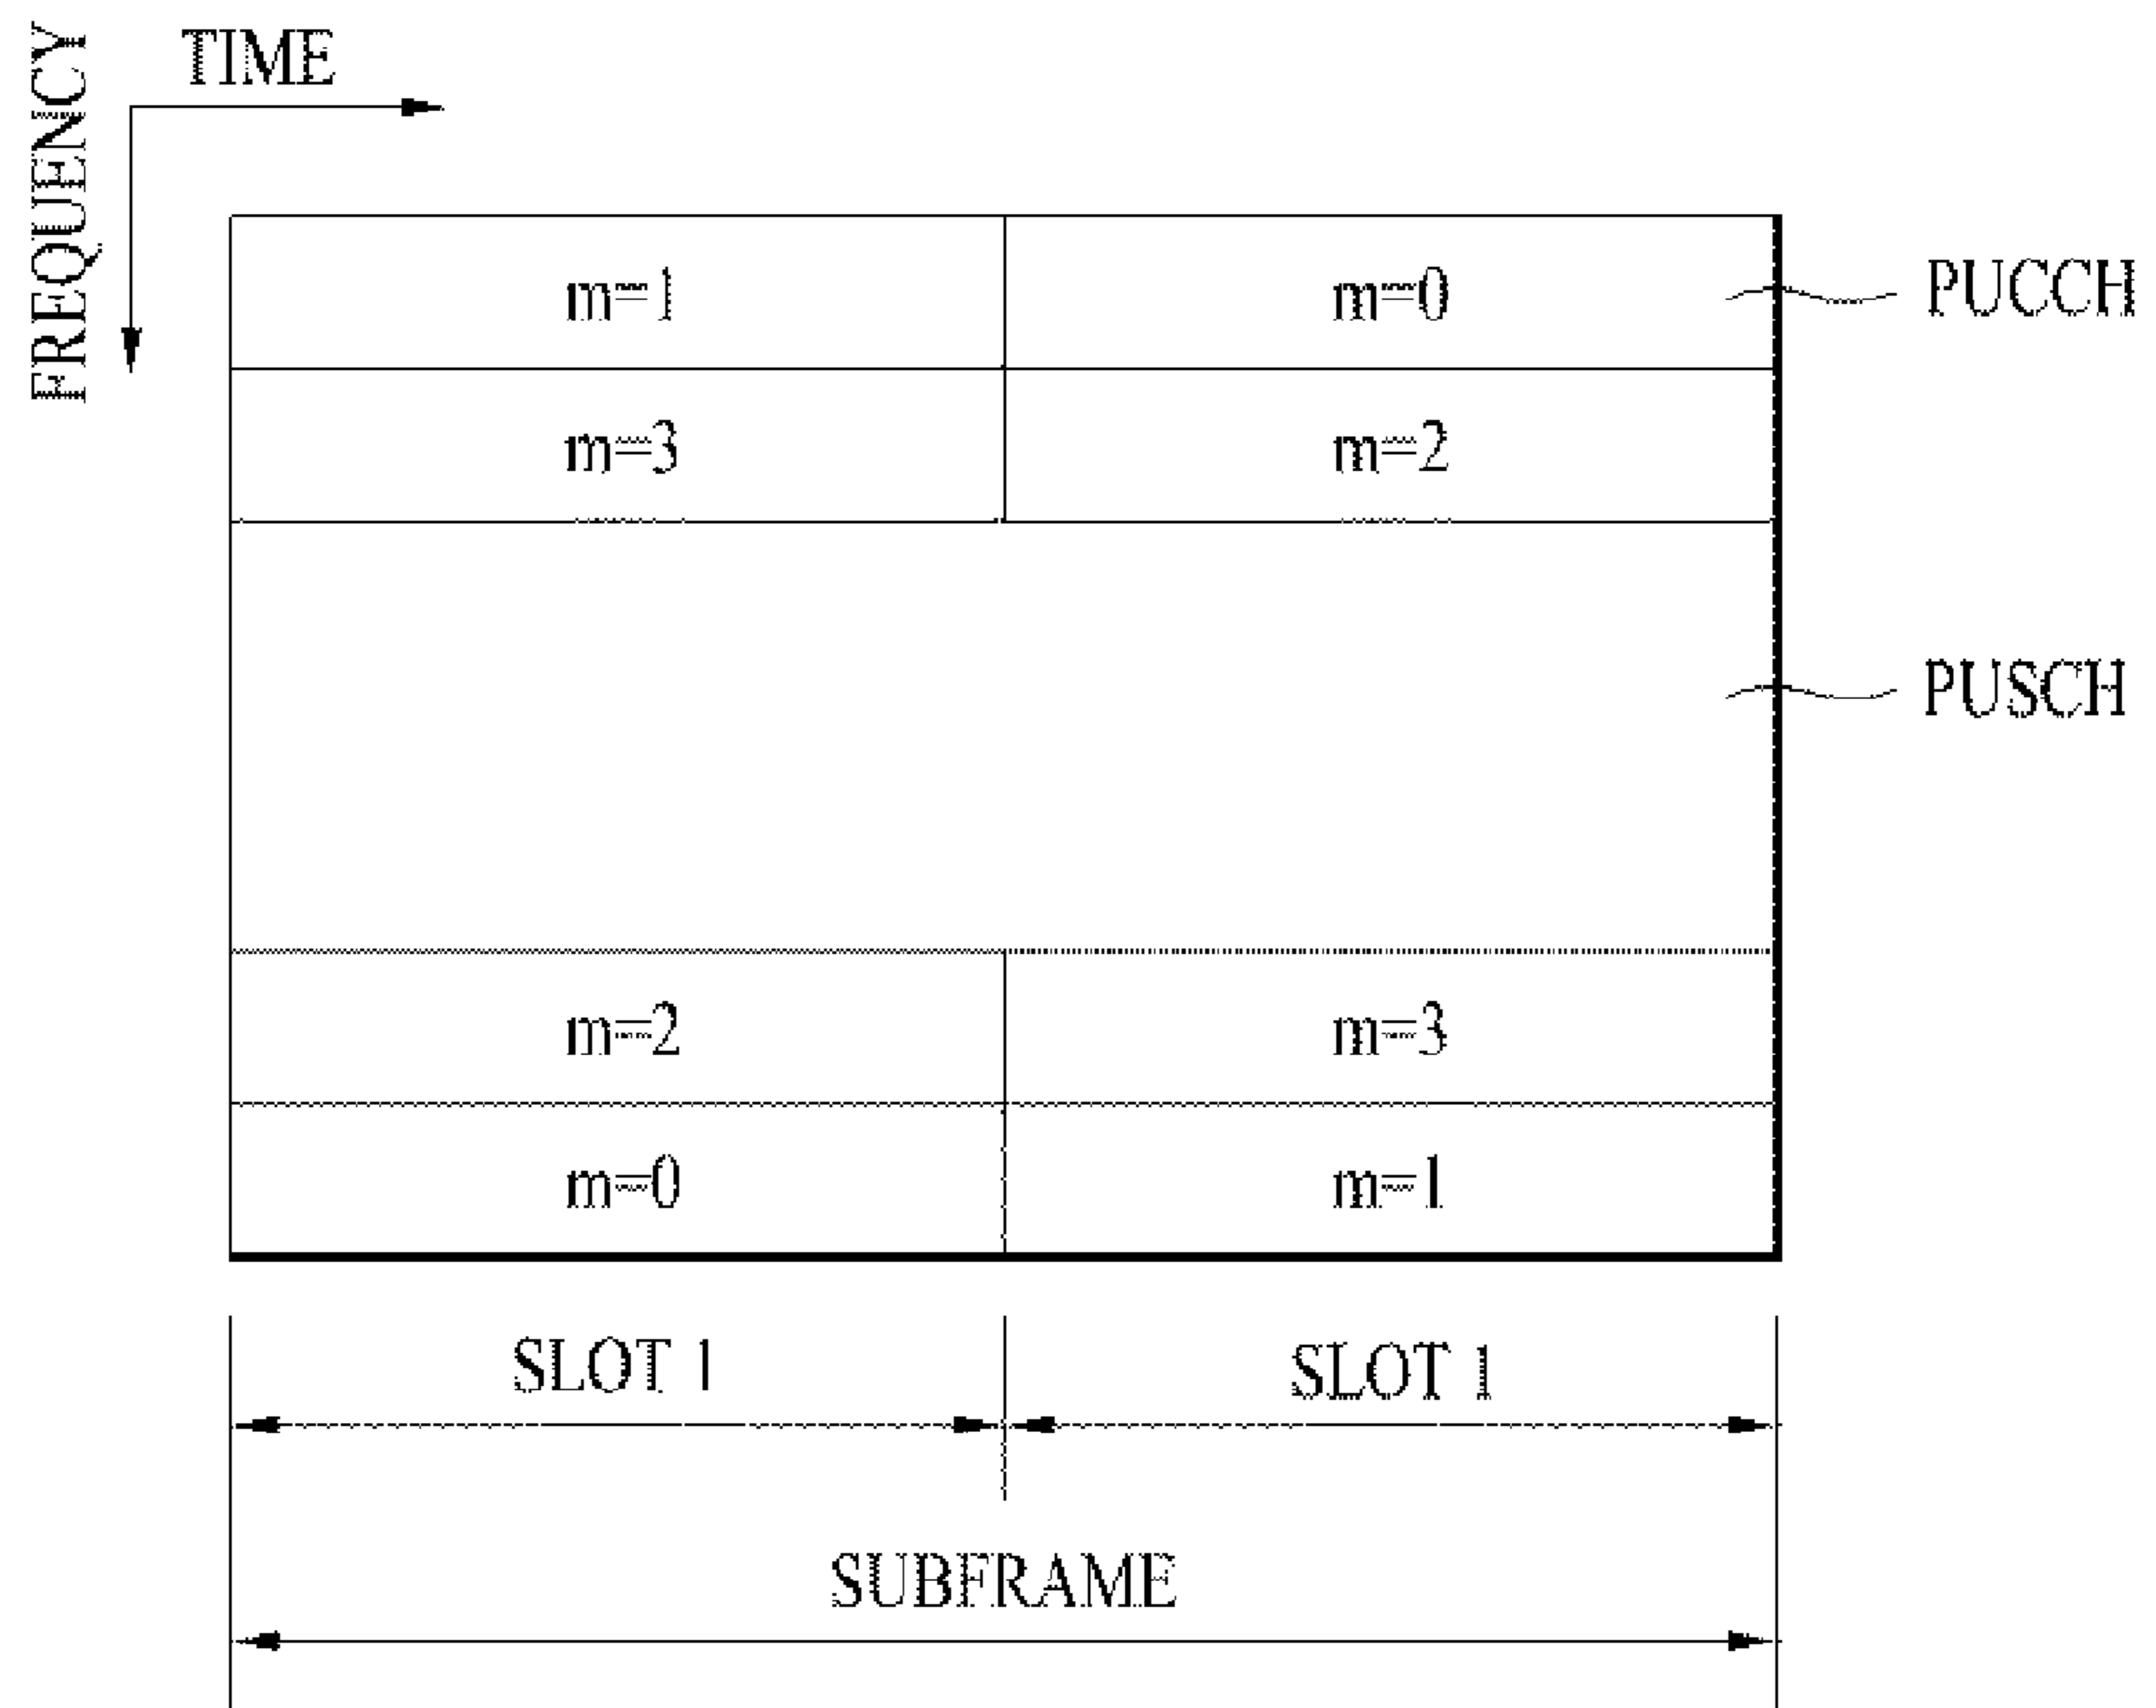 TIME
FREQUENCY
m=1 m=0 PUCCH
m=3 m=2
PUSCH
m=2 m=3
m=0 m=1
SLOT 1 SLOT 1
SUBFRAME